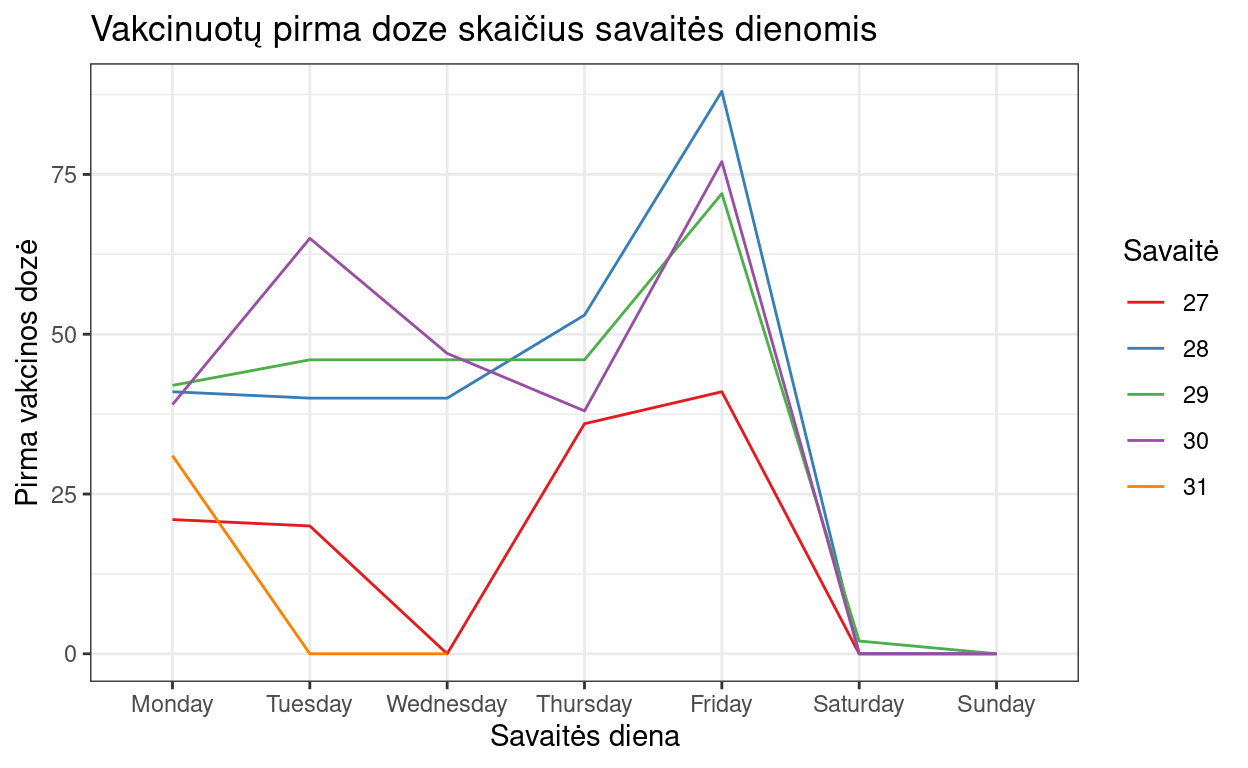 Vakcinuotų pirma doze skaičius savaitės dienomis
Pirma vakcinos dozė
75
50
25
0
Monday Tuesday Wednesday Thursday Friday Saturday Sunday
Savaitės diena
Savaitė
27
28
29
30
31